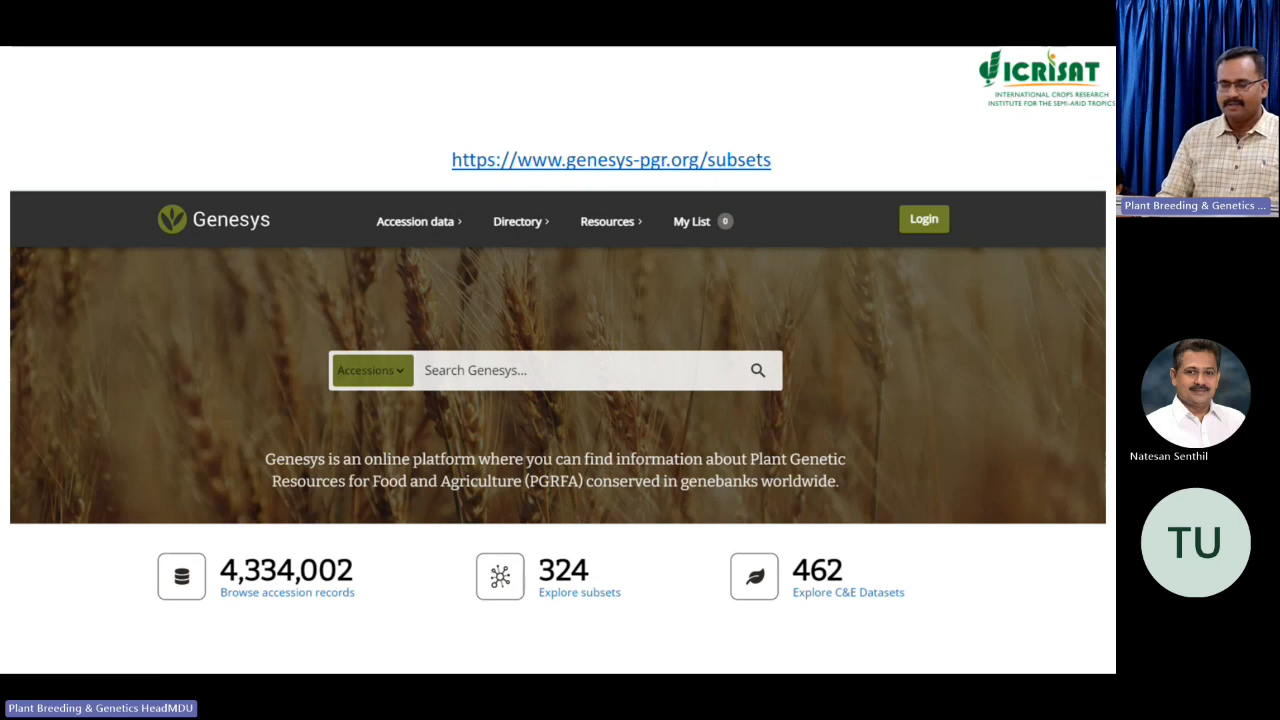 ICRISAT
INTERNATIONAL CROPS RESEARCH
INSTITUTE FOR THE SEMI-ARID TROPICS
https://www.genesys-pgr.org/subsets
Genesys
Accession data ›
Directory ›
Resources ›
My List 0
Login
Accessions
Search Genesys...
Genesys is an online platform where you can find information about Plant Genetic
Resources for Food and Agriculture (PGRFA) conserved in genebanks worldwide.
4,334,002
Browse accession records
324
Explore subsets
462
Explore C&E Datasets
Plant Breeding & Genetics ...
Natesan Senthil
TU
Plant Breeding & Genetics HeadMDU